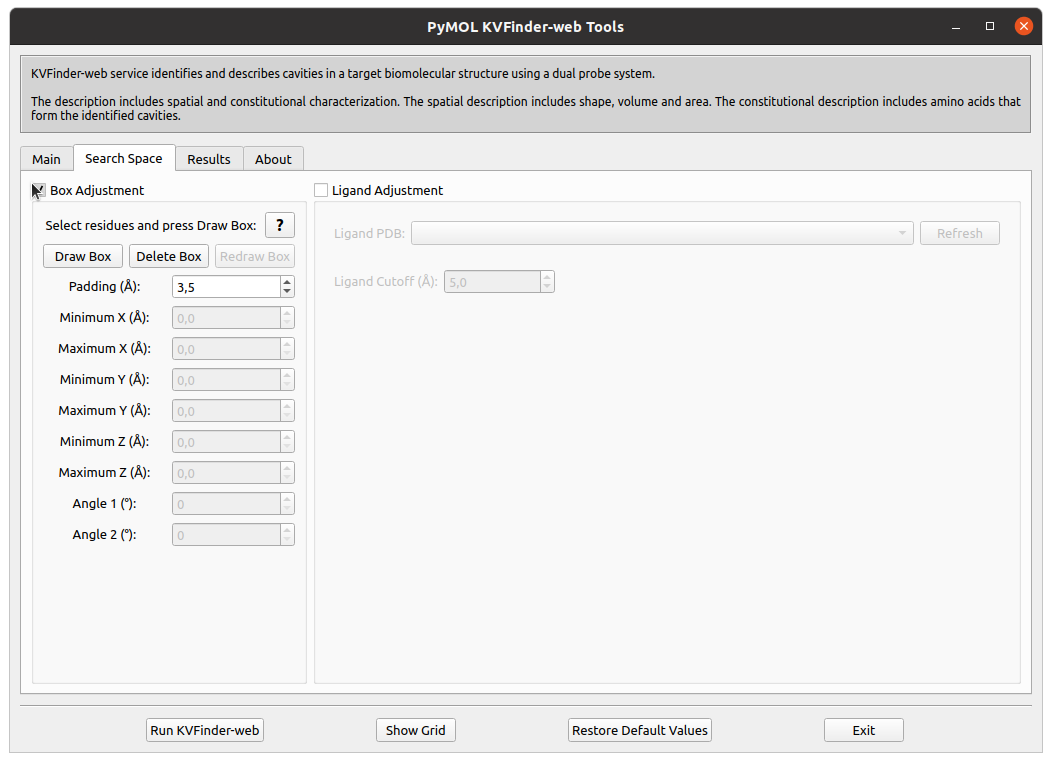 PyMOL KVFinder-web Tools
KVFinder-web service identifies and describes cavities in a target biomolecular structure using a dual probe system.
The description includes spatial and constitutional characterization. The spatial description includes shape, volume and area. The constitutional description includes amino acids that
form the identified cavities.
Main Search Space Results About
Box Adjustment
Select residues and press Draw Box: ?
Draw Box Delete Box Redraw Box
Padding (Å): 3,5
Minimum X (Å): 0,0
Maximum X (Å): 0,0
Minimum Y (Å): 0,0
Maximum Y (Å): 0,0
Minimum Z (Å): 0,0
Maximum Z (Å): 0,0
Angle 1 (º): 0
Angle 2 (º): 0
Ligand Adjustment
Ligand PDB: Refresh
Ligand Cutoff (Å): 5,0
Run KVFinder-web Show Grid Restore Default Values Exit